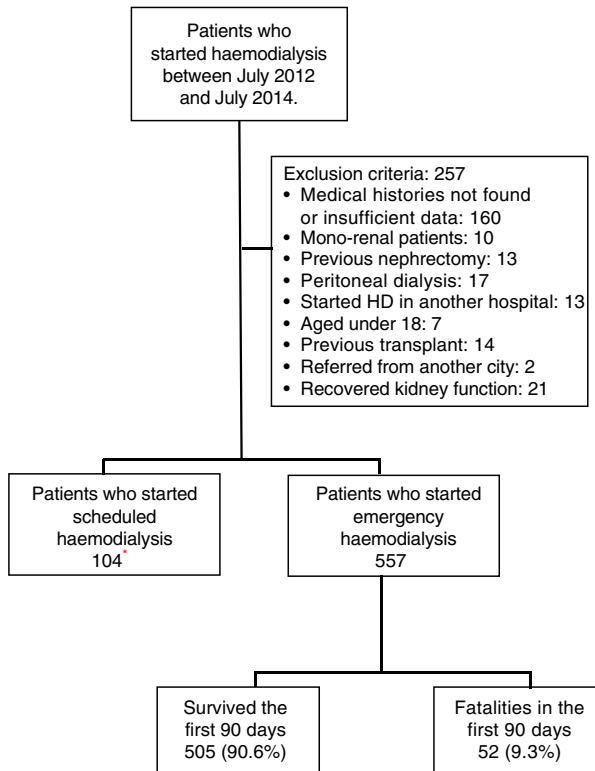 Patients who
started haemodialysis
between July 2012
and July 2014.
Exclusion criteria: 257
• Medical histories not found
or insufficient data: 160
• Mono-renal patients: 10
• Previous nephrectomy: 13
• Peritoneal dialysis: 17
• Started HD in another hospital: 13
• Aged under 18: 7
• Previous transplant: 14
• Referred from another city: 2
• Recovered kidney function: 21
Patients who started
scheduled
haemodialysis
104*
Patients who started
emergency
haemodialysis
557
Survived the
first 90 days
505 (90.6%)
Fatalities in the
first 90 days
52 (9.3%)